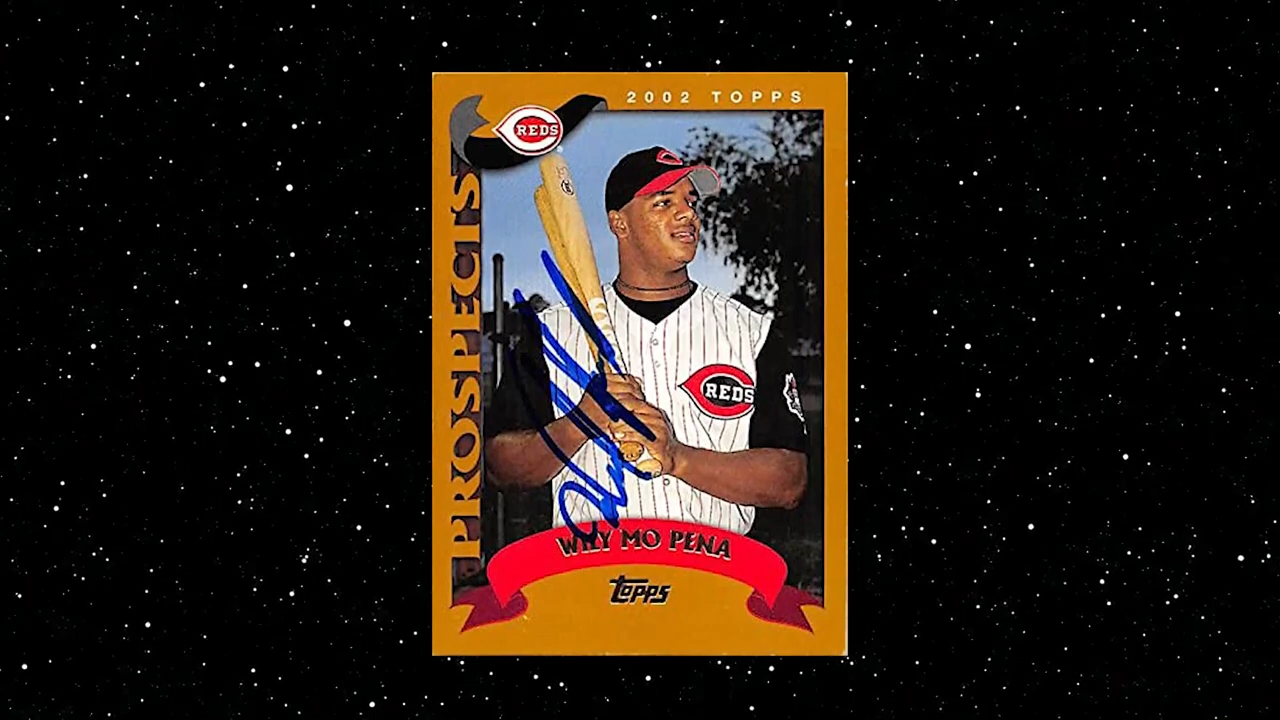 2002 TOPPS
REDS
PROSPECTS
REDS
WILY MO PENA
Topps